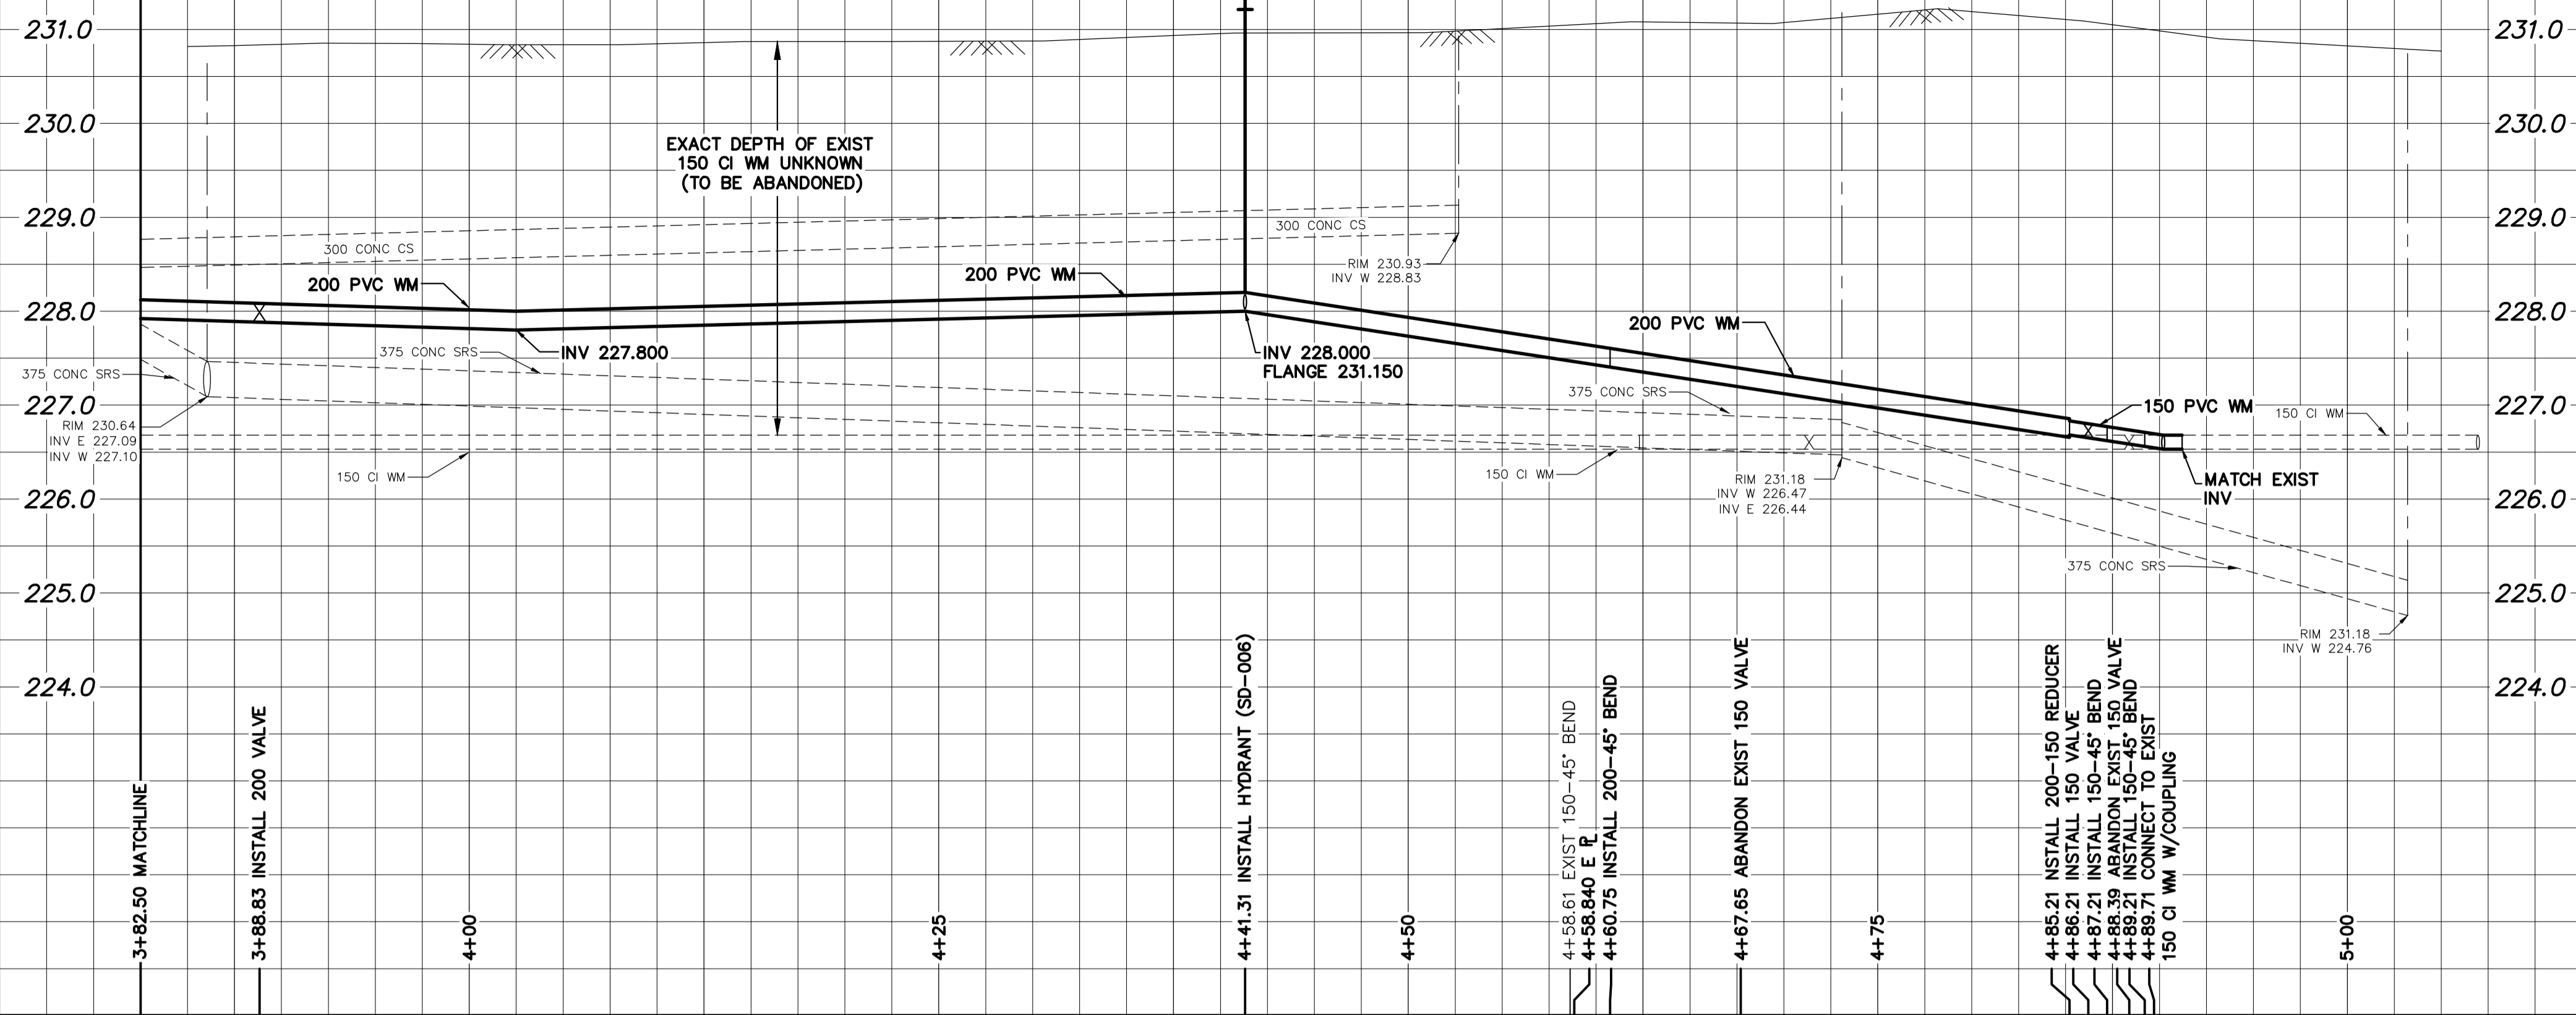 231.0
231.0
230.0
230.0
EXACT DEPTH OF EXIST
150 CI WM UNKNOWN
(TO BE ABANDONED)
229.0
229.0
300 CONC CS
300 CONC CS
RIM 230.93
INV W 228.83
200 PVC WM
200 PVC WM
228.0
228.0
200 PVC WM
375 CONC SRS
INV 227.800
INV 228.000
FLANGE 231.150
375 CONC SRS
375 CONC SRS
227.0
227.0
150 PVC WM
150 CI WM
RIM 230.64
INV E 227.09
INV W 227.10
150 CI WM
150 CI WM
RIM 231.18
INV W 226.47
INV E 226.44
MATCH EXIST
INV
226.0
226.0
375 CONC SRS
225.0
225.0
RIM 231.18
INV W 224.76
224.0
224.0
3+82.50 MATCHLINE
3+88.83 INSTALL 200 VALVE
4+00
4+25
4+41.31 INSTALL HYDRANT (SD-006)
4+50
4+58.61 EXIST 150-45° BEND
4+58.840 E PL
4+60.75 INSTALL 200-45° BEND
4+67.65 ABANDON EXIST 150 VALVE
4+75
4+85.21 NSTALL 200-150 REDUCER
4+86.21 INSTALL 150 VALVE
4+87.21 INSTALL 150-45° BEND
4+88.39 ABANDON EXIST 150 VALVE
4+89.21 INSTALL 150-45° BEND
4+89.71 CONNECT TO EXIST
150 CI WM W/COUPLING
5+00